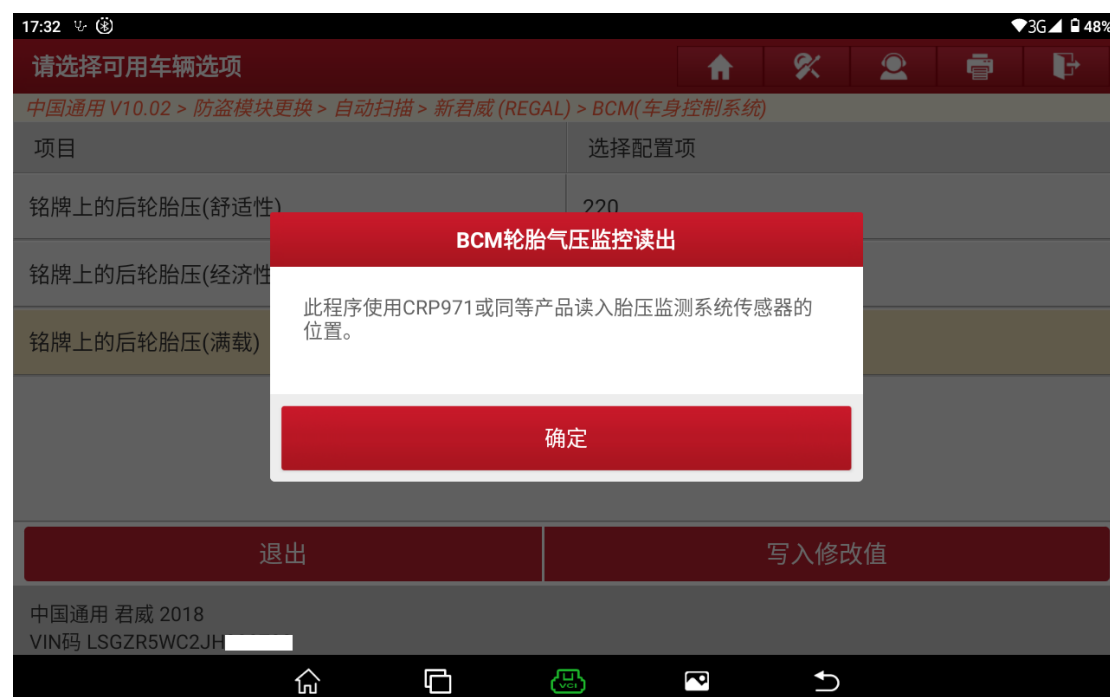 17:32 3G 48%
请选择可用车辆选项
中国通用 V10.02 > 防盗模块更换 > 自动扫描 > 新君威 (REGAL) > BCM(车身控制系统)
项目 选择配置项
铭牌上的后轮胎压(舒适性) 220
BCM轮胎气压监控读出
铭牌上的后轮胎压(经济性
此程序使用CRP971或同等产品读入胎压监测系统传感器的
位置。
铭牌上的后轮胎压(满载)
确定
退出 写入修改值
中国通用 君威 2018
VIN码 LSGZR5WC2JH
VCI